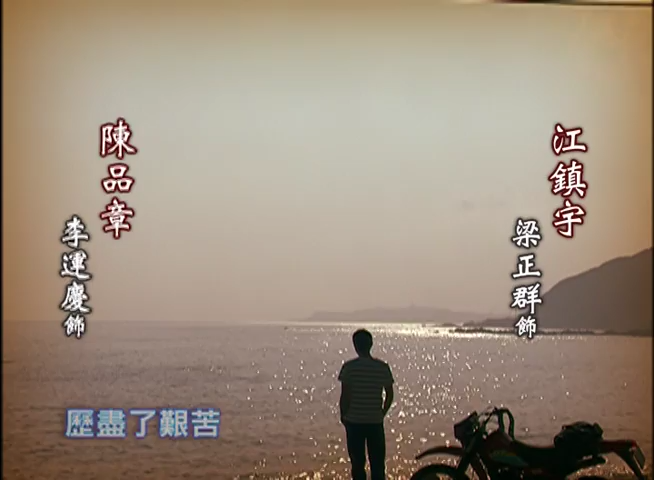 江鎮宇
梁正群 飾
陳品章
李運慶 飾
歷盡了艱苦